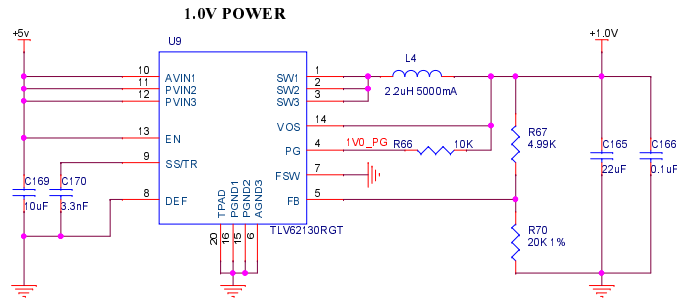 1.0V POWER
+5v
U9
+1.0V
L4
10
AVIN1
SW1
1
11
PVIN2
SW2
2
2.2uH 5000mA
12
PVIN3
SW3
3
VOS
14
13
EN
R67
4.99K
PG
4
1V0_PG
R66
10K
C165
22uF
C166
0.1uF
9
SS/TR
FSW
7
C169
10uF
C170
3.3nF
8
DEF
FB
5
TPAD
PGND1
PGND2
AGND3
20
16
15
6
TLV62130RGT
R70
20K 1%